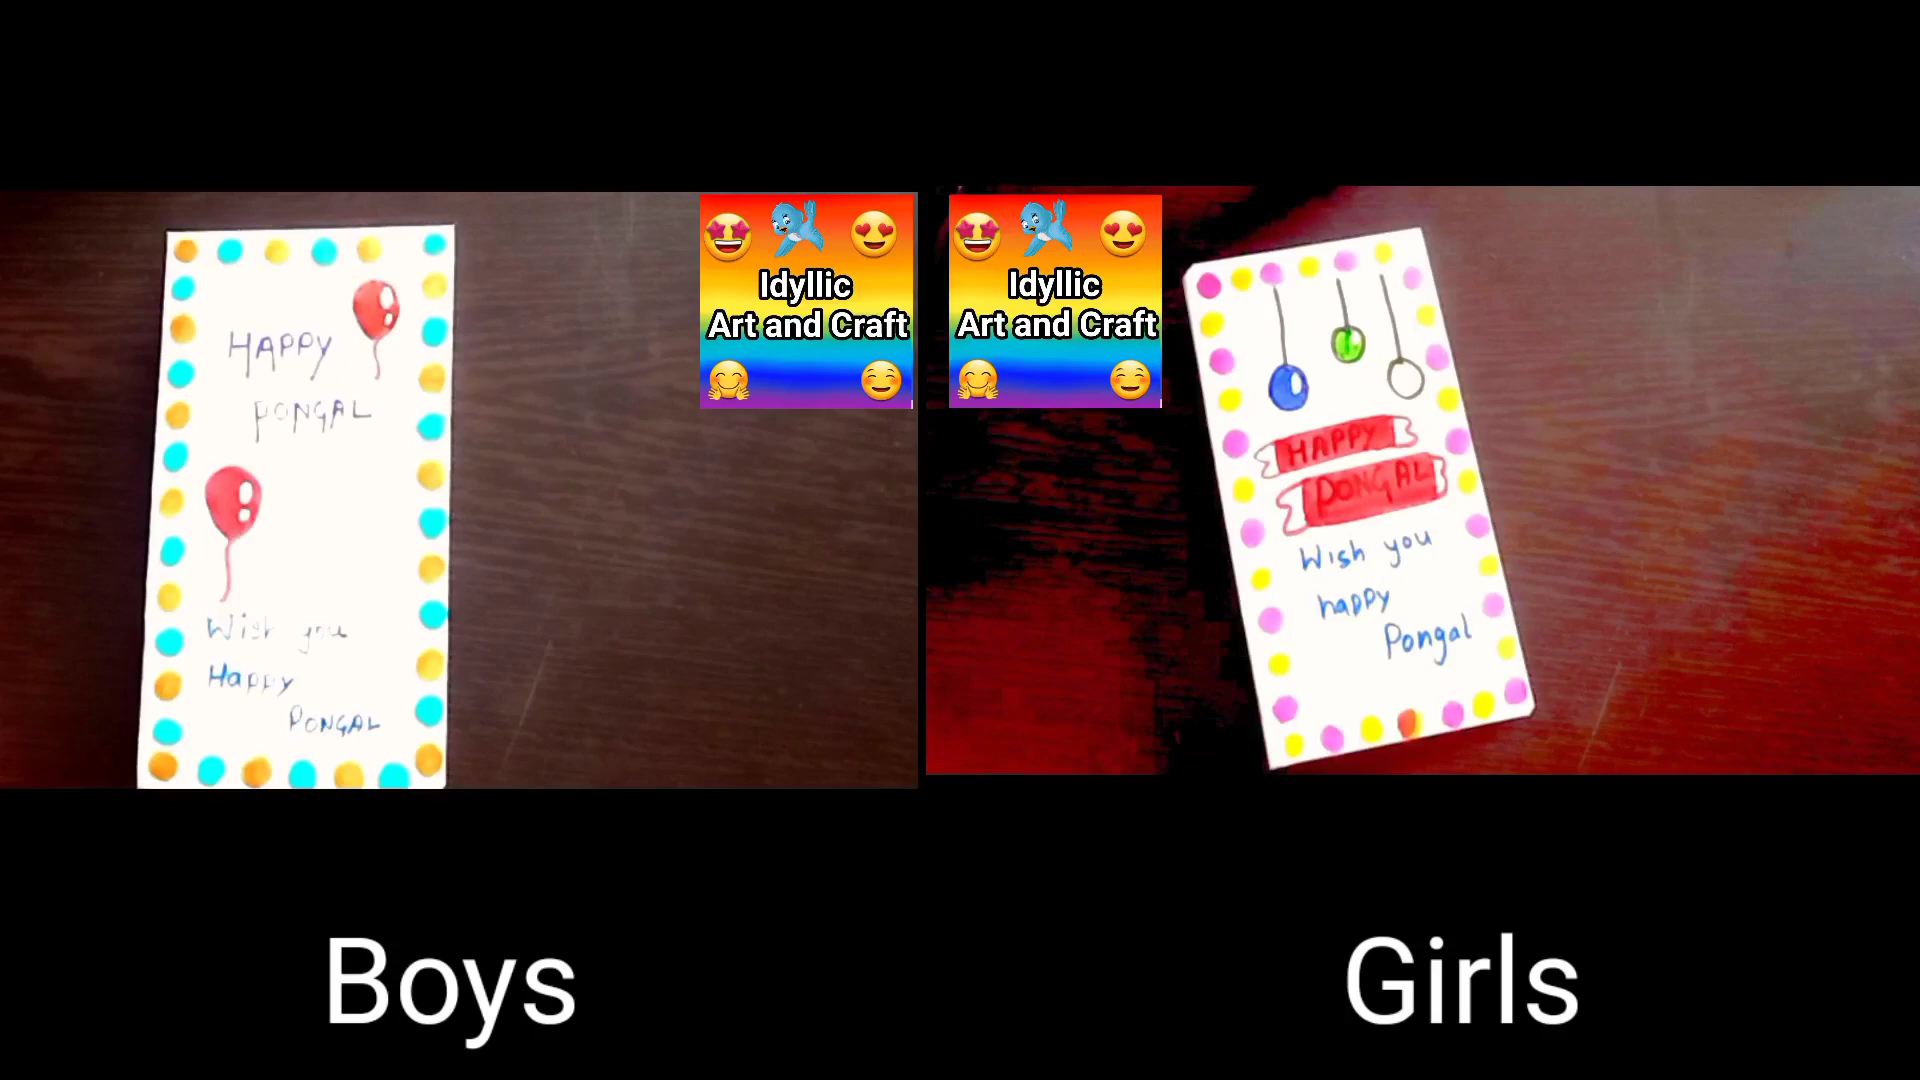 HAPPY
PONGAL
Wish you
Happy
PONGAL
Idyllic
Art and Craft
Idyllic
Art and Craft
HAPPY
PONGAL
Wish you
happy
Pongal
Boys
Girls